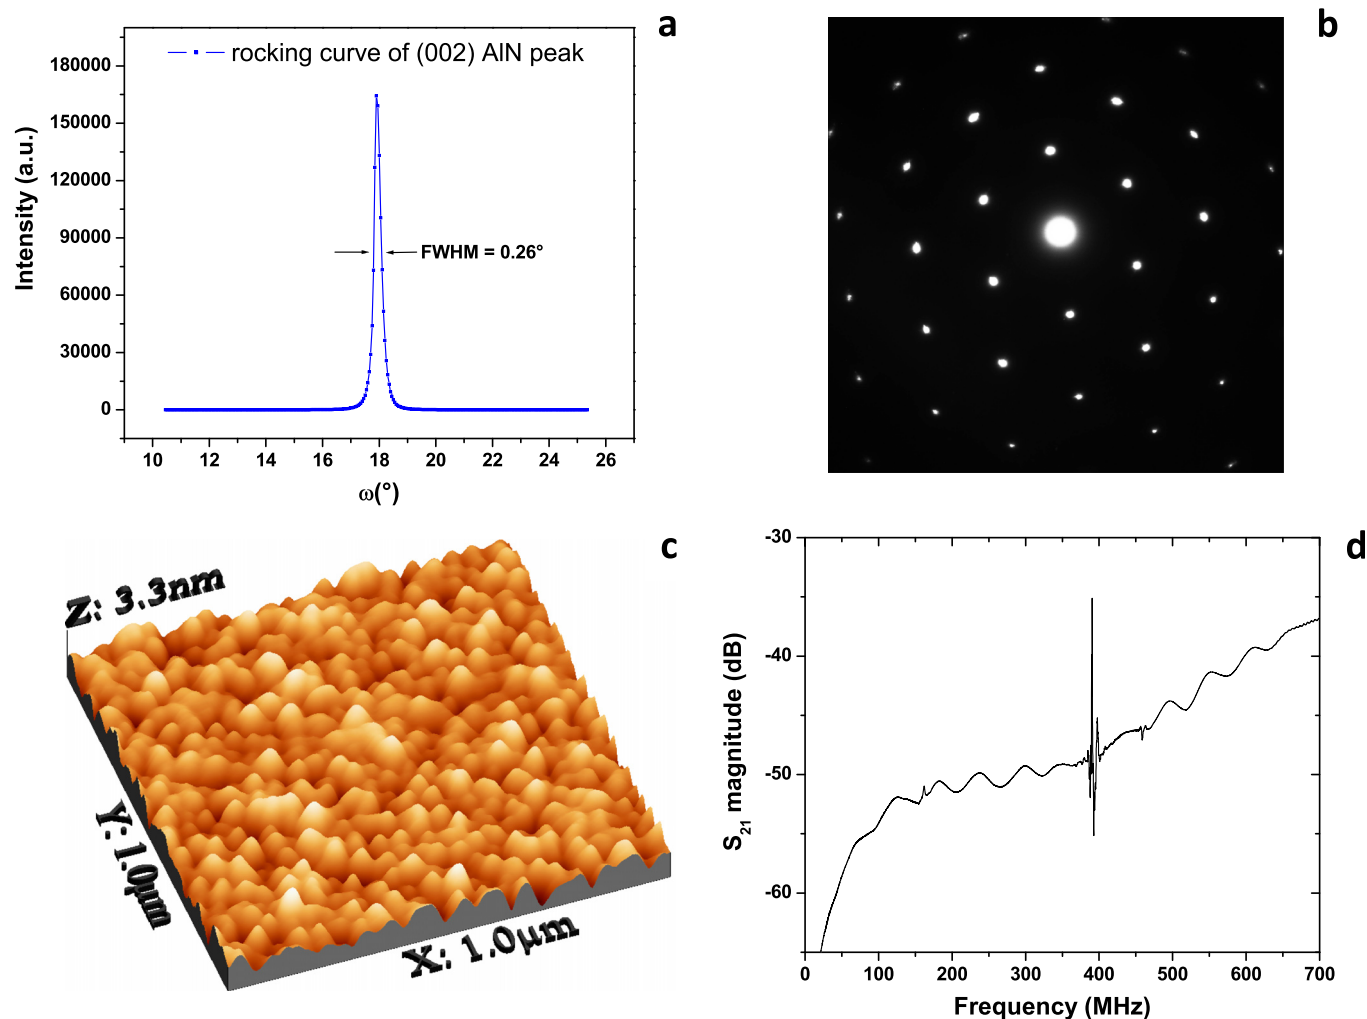 a
rocking curve of (002) AlN peak
180000
150000
120000
90000
60000
30000
0
Intensity (a.u.)
FWHM = 0.26°
10 12 14 16 18 20 22 24 26
ω(°)
b
c
Z: 3.3nm
Y: 1.0µm
X: 1.0µm
d
-30
-40
-50
-60
S21 magnitude (dB)
0 100 200 300 400 500 600 700
Frequency (MHz)